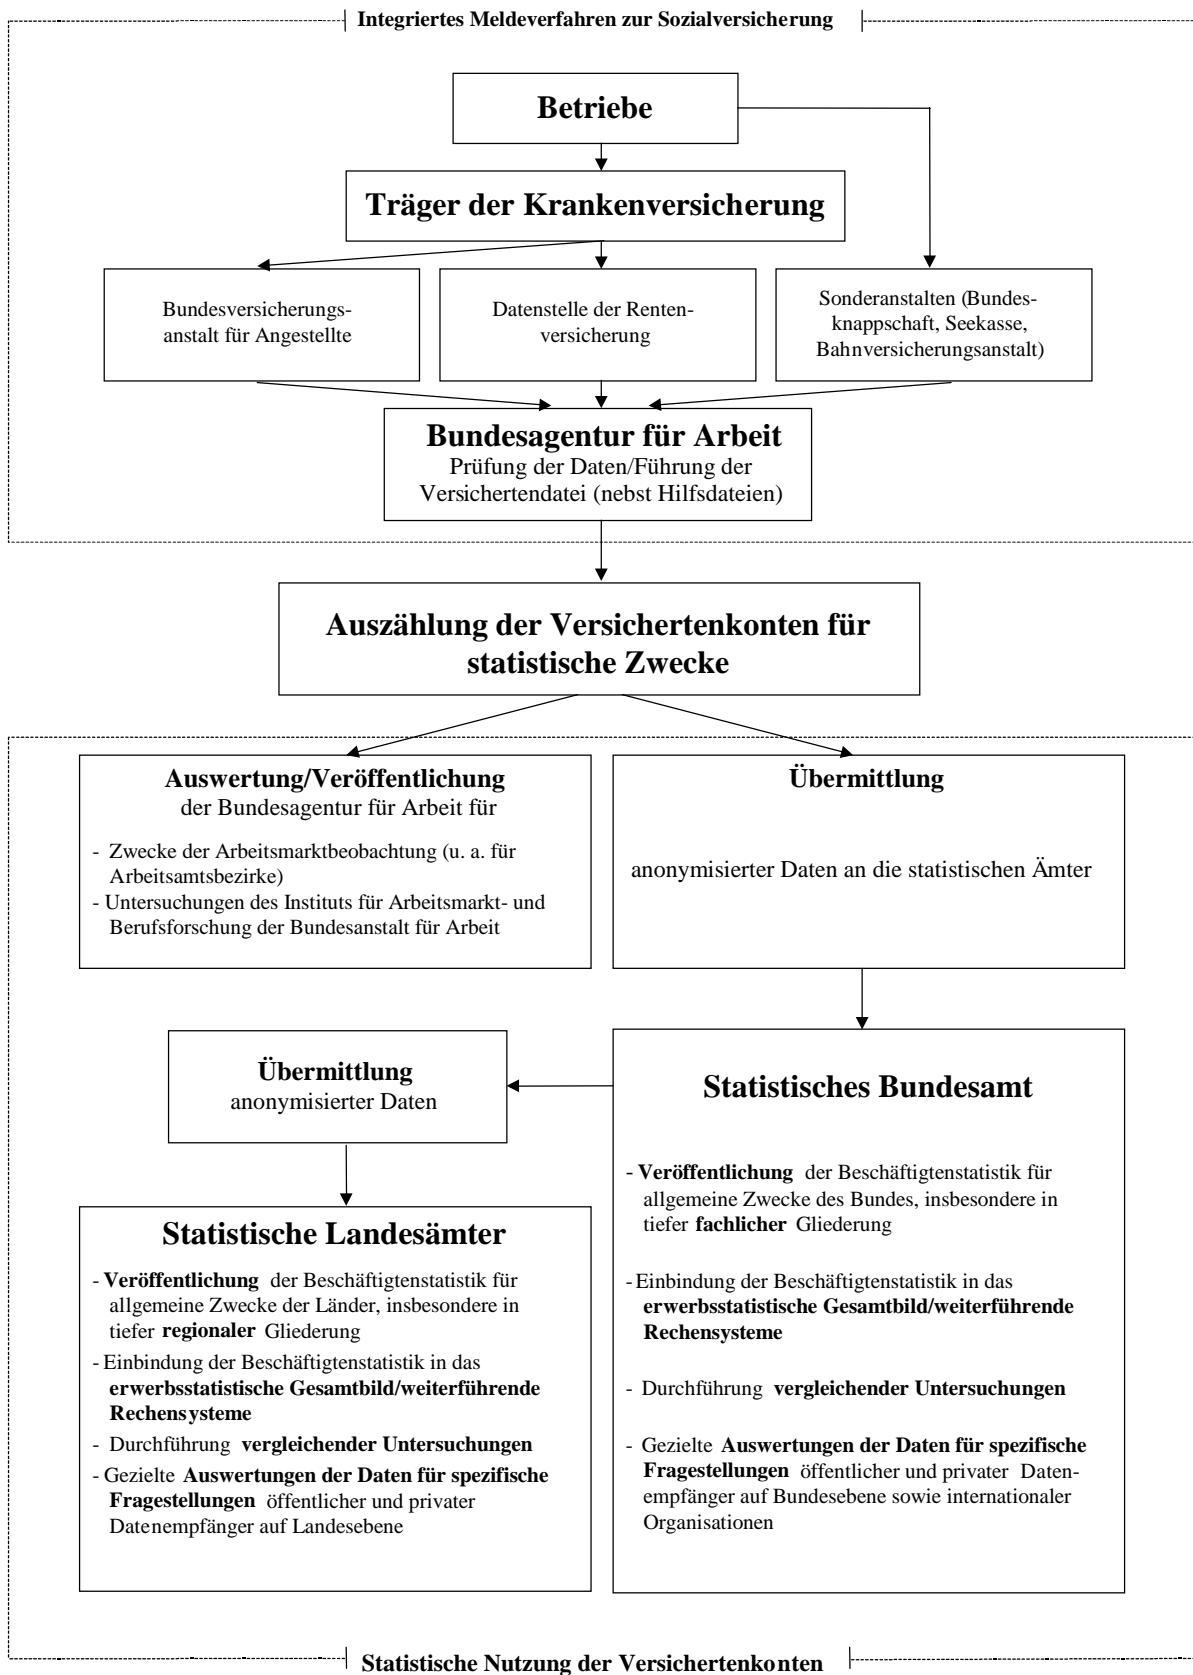 Integriertes Meldeverfahren zur Sozialversicherung
Betriebe
Träger der Krankenversicherung
Bundesversicherungs-
anstalt für Angestellte
Datenstelle der Renten-
versicherung
Sonderanstalten (Bundes-
knappschaft, Seekasse,
Bahnversicherungsanstalt)
Bundesagentur für Arbeit
Prüfung der Daten/Führung der
Versichertendatei (nebst Hilfsdateien)
Auszählung der Versichertenkonten für
statistische Zwecke
Auswertung/Veröffentlichung
der Bundesagentur für Arbeit für
- Zwecke der Arbeitsmarktbeobachtung (u. a. für
Arbeitsamtsbezirke)
- Untersuchungen des Instituts für Arbeitsmarkt- und
Berufsforschung der Bundesanstalt für Arbeit
Übermittlung
anonymisierter Daten an die statistischen Ämter
Übermittlung
anonymisierter Daten
Statistisches Bundesamt
- Veröffentlichung der Beschäftigtenstatistik für
allgemeine Zwecke des Bundes, insbesondere in
tiefer fachlicher Gliederung
- Einbindung der Beschäftigtenstatistik in das
erwerbsstatistische Gesamtbild/weiterführende
Rechensysteme
- Durchführung vergleichender Untersuchungen
- Gezielte Auswertungen der Daten für spezifische
Fragestellungen öffentlicher und privater Daten-
empfänger auf Bundesebene sowie internationaler
Organisationen
Statistische Landesämter
- Veröffentlichung der Beschäftigtenstatistik für
allgemeine Zwecke der Länder, insbesondere in
tiefer regionaler Gliederung
- Einbindung der Beschäftigtenstatistik in das
erwerbsstatistische Gesamtbild/weiterführende
Rechensysteme
- Durchführung vergleichender Untersuchungen
- Gezielte Auswertungen der Daten für spezifische
Fragestellungen öffentlicher und privater
Datenempfänger auf Landesebene
Statistische Nutzung der Versichertenkonten